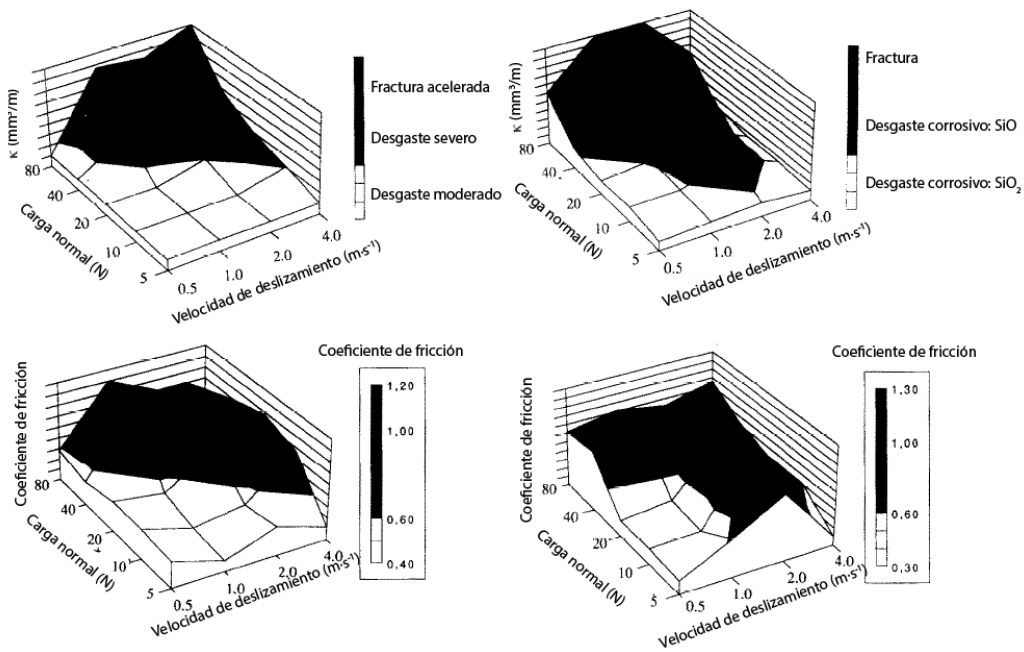 κ (mm³/m)
80
40
20
10
5
Carga normal (N)
0.5
1.0
2.0
4.0
Velocidad de deslizamiento (m·s⁻¹)
Fractura acelerada
Desgaste severo
Desgaste moderado
κ (mm³/m)
80
40
20
10
5
Carga normal (N)
0.5
1.0
2.0
4.0
Velocidad de deslizamiento (m·s⁻¹)
Fractura
Desgaste corrosivo: SiO
Desgaste corrosivo: SiO₂
Coeficiente de fricción
80
40
20
10
5
Carga normal (N)
0.5
1.0
2.0
4.0
Velocidad de deslizamiento (m·s⁻¹)
Coeficiente de fricción
1,20
1,00
0,60
0,40
Coeficiente de fricción
80
40
20
10
5
Carga normal (N)
0.5
1.0
2.0
4.0
Velocidad de deslizamiento (m·s⁻¹)
Coeficiente de fricción
1,30
1,00
0,60
0,30